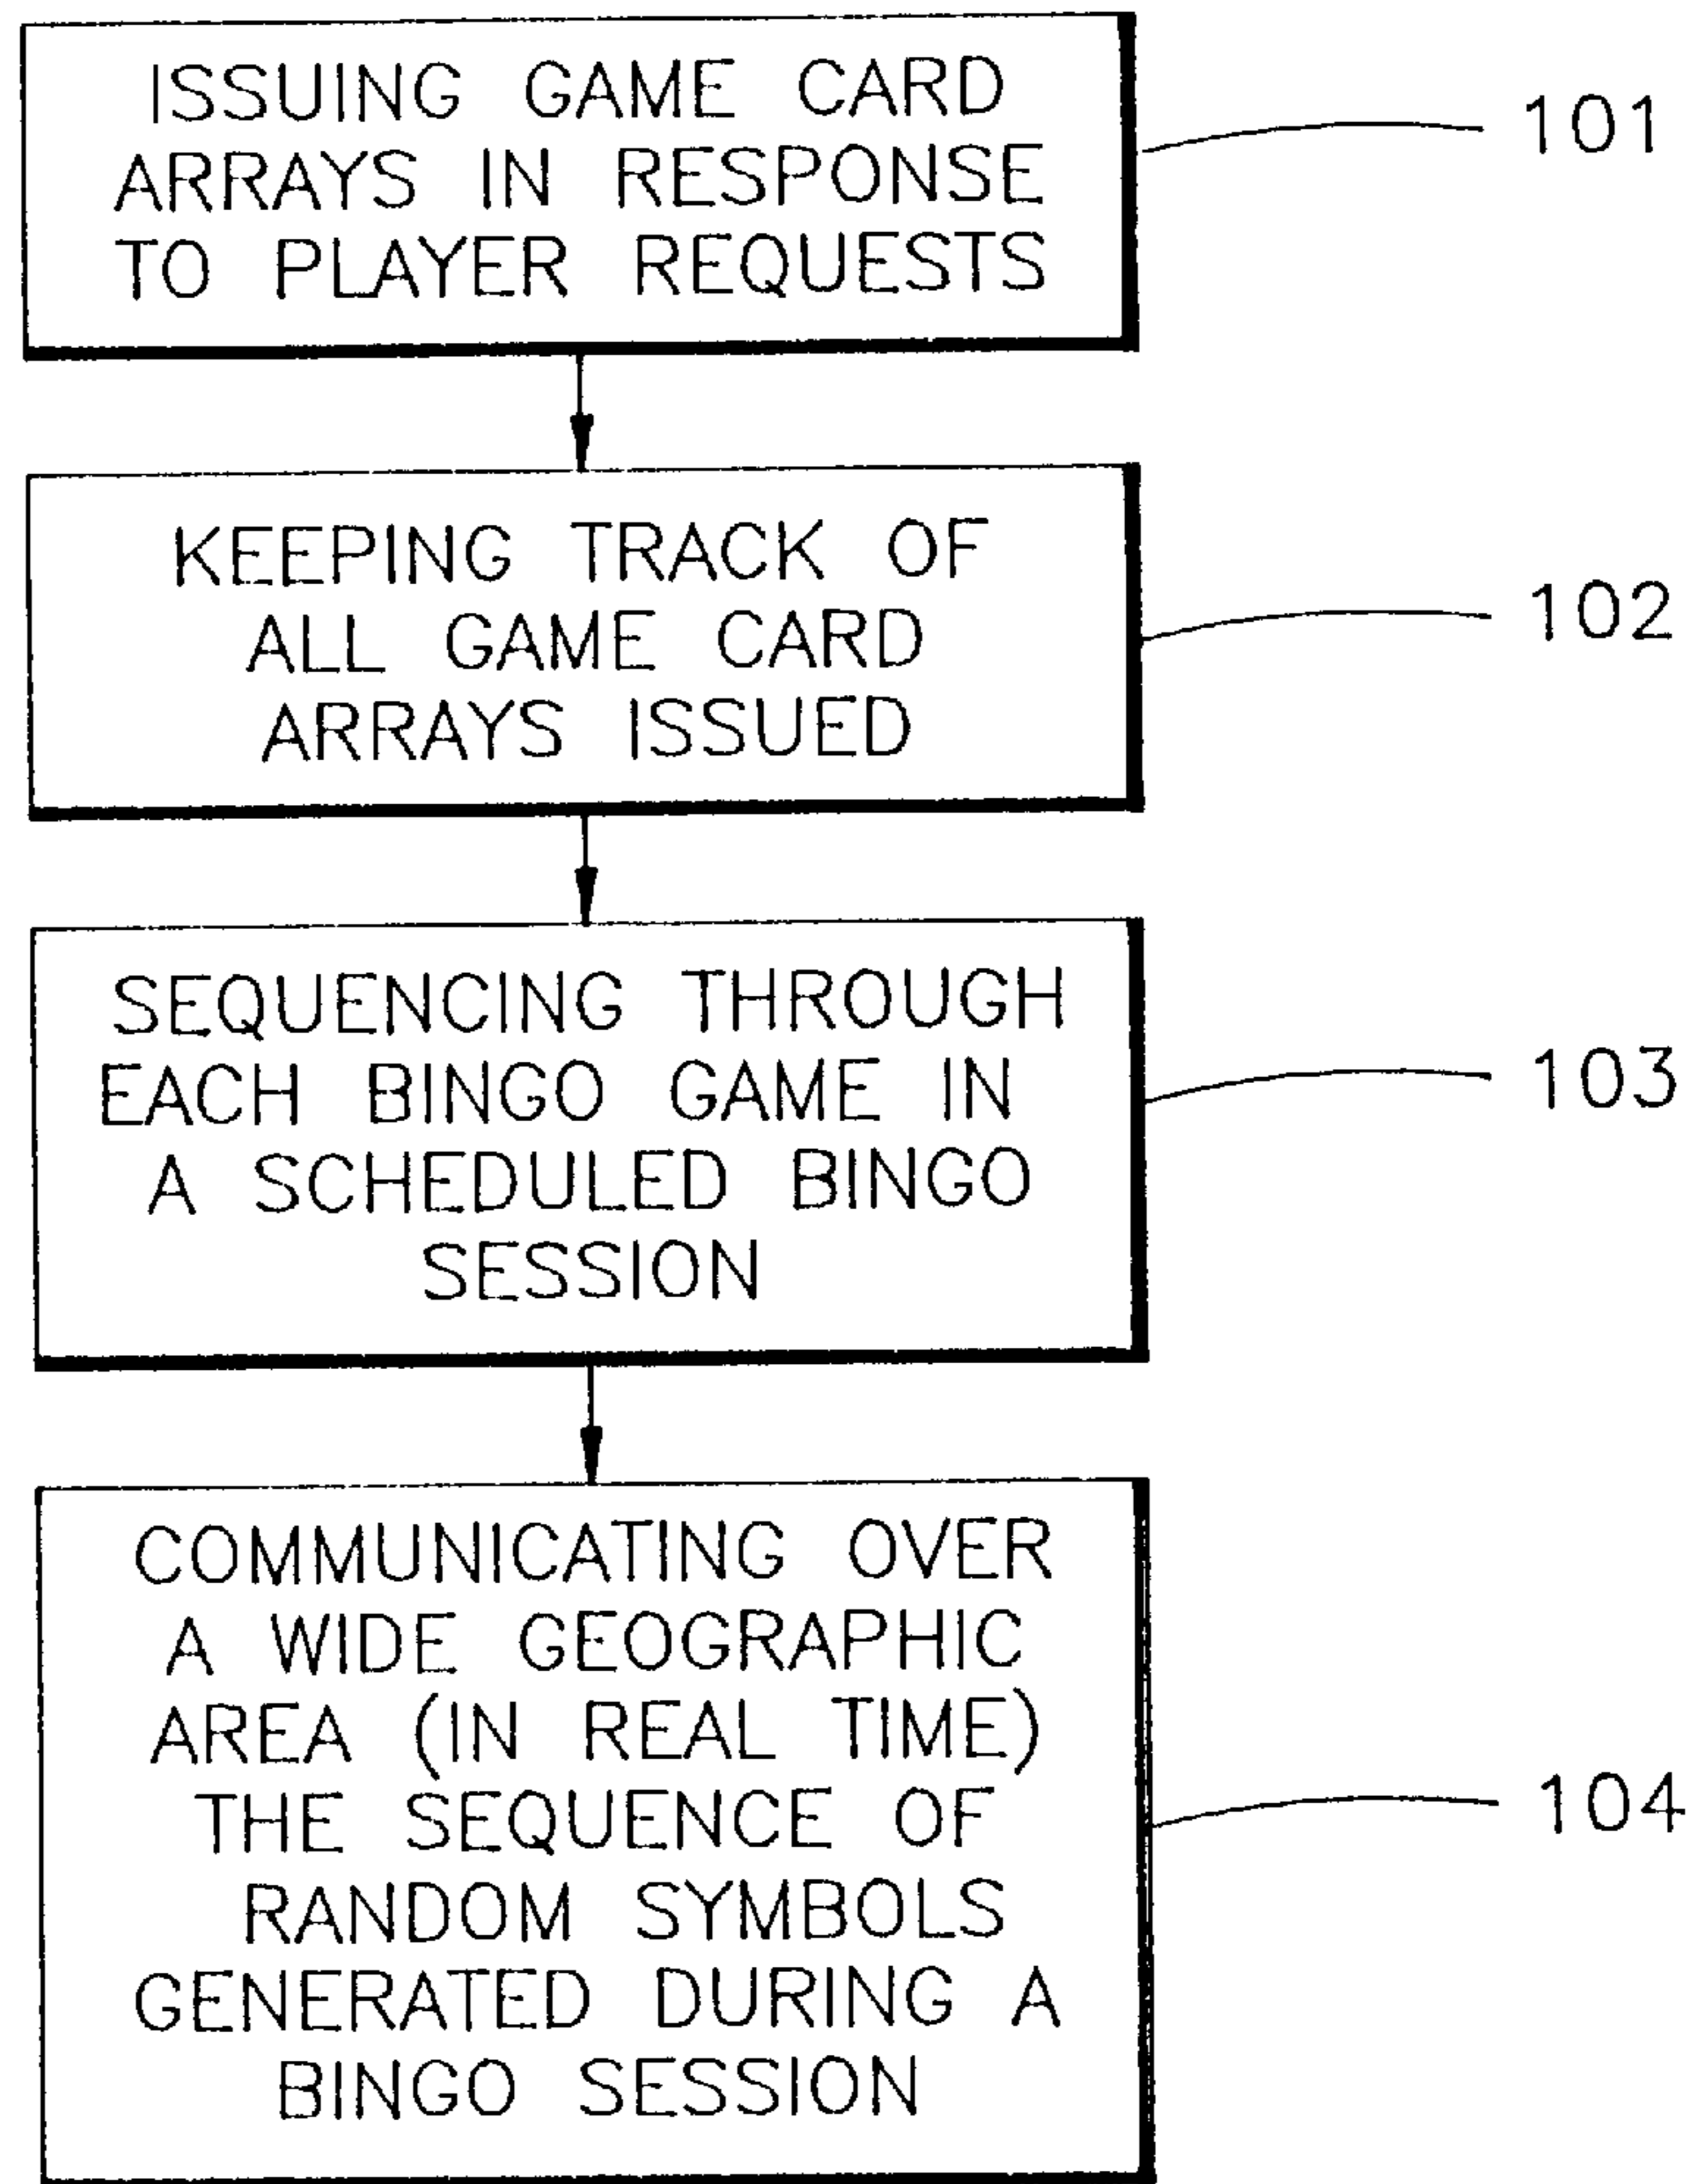 ISSUING GAME CARD
ARRAYS IN RESPONSE
TO PLAYER REQUESTS
101
KEEPING TRACK OF
ALL GAME CARD
ARRAYS ISSUED
102
SEQUENCING THROUGH
EACH BINGO GAME IN
A SCHEDULED BINGO
SESSION
103
COMMUNICATING OVER
A WIDE GEOGRAPHIC
AREA (IN REAL TIME)
THE SEQUENCE OF
RANDOM SYMBOLS
GENERATED DURING A
BINGO SESSION
104